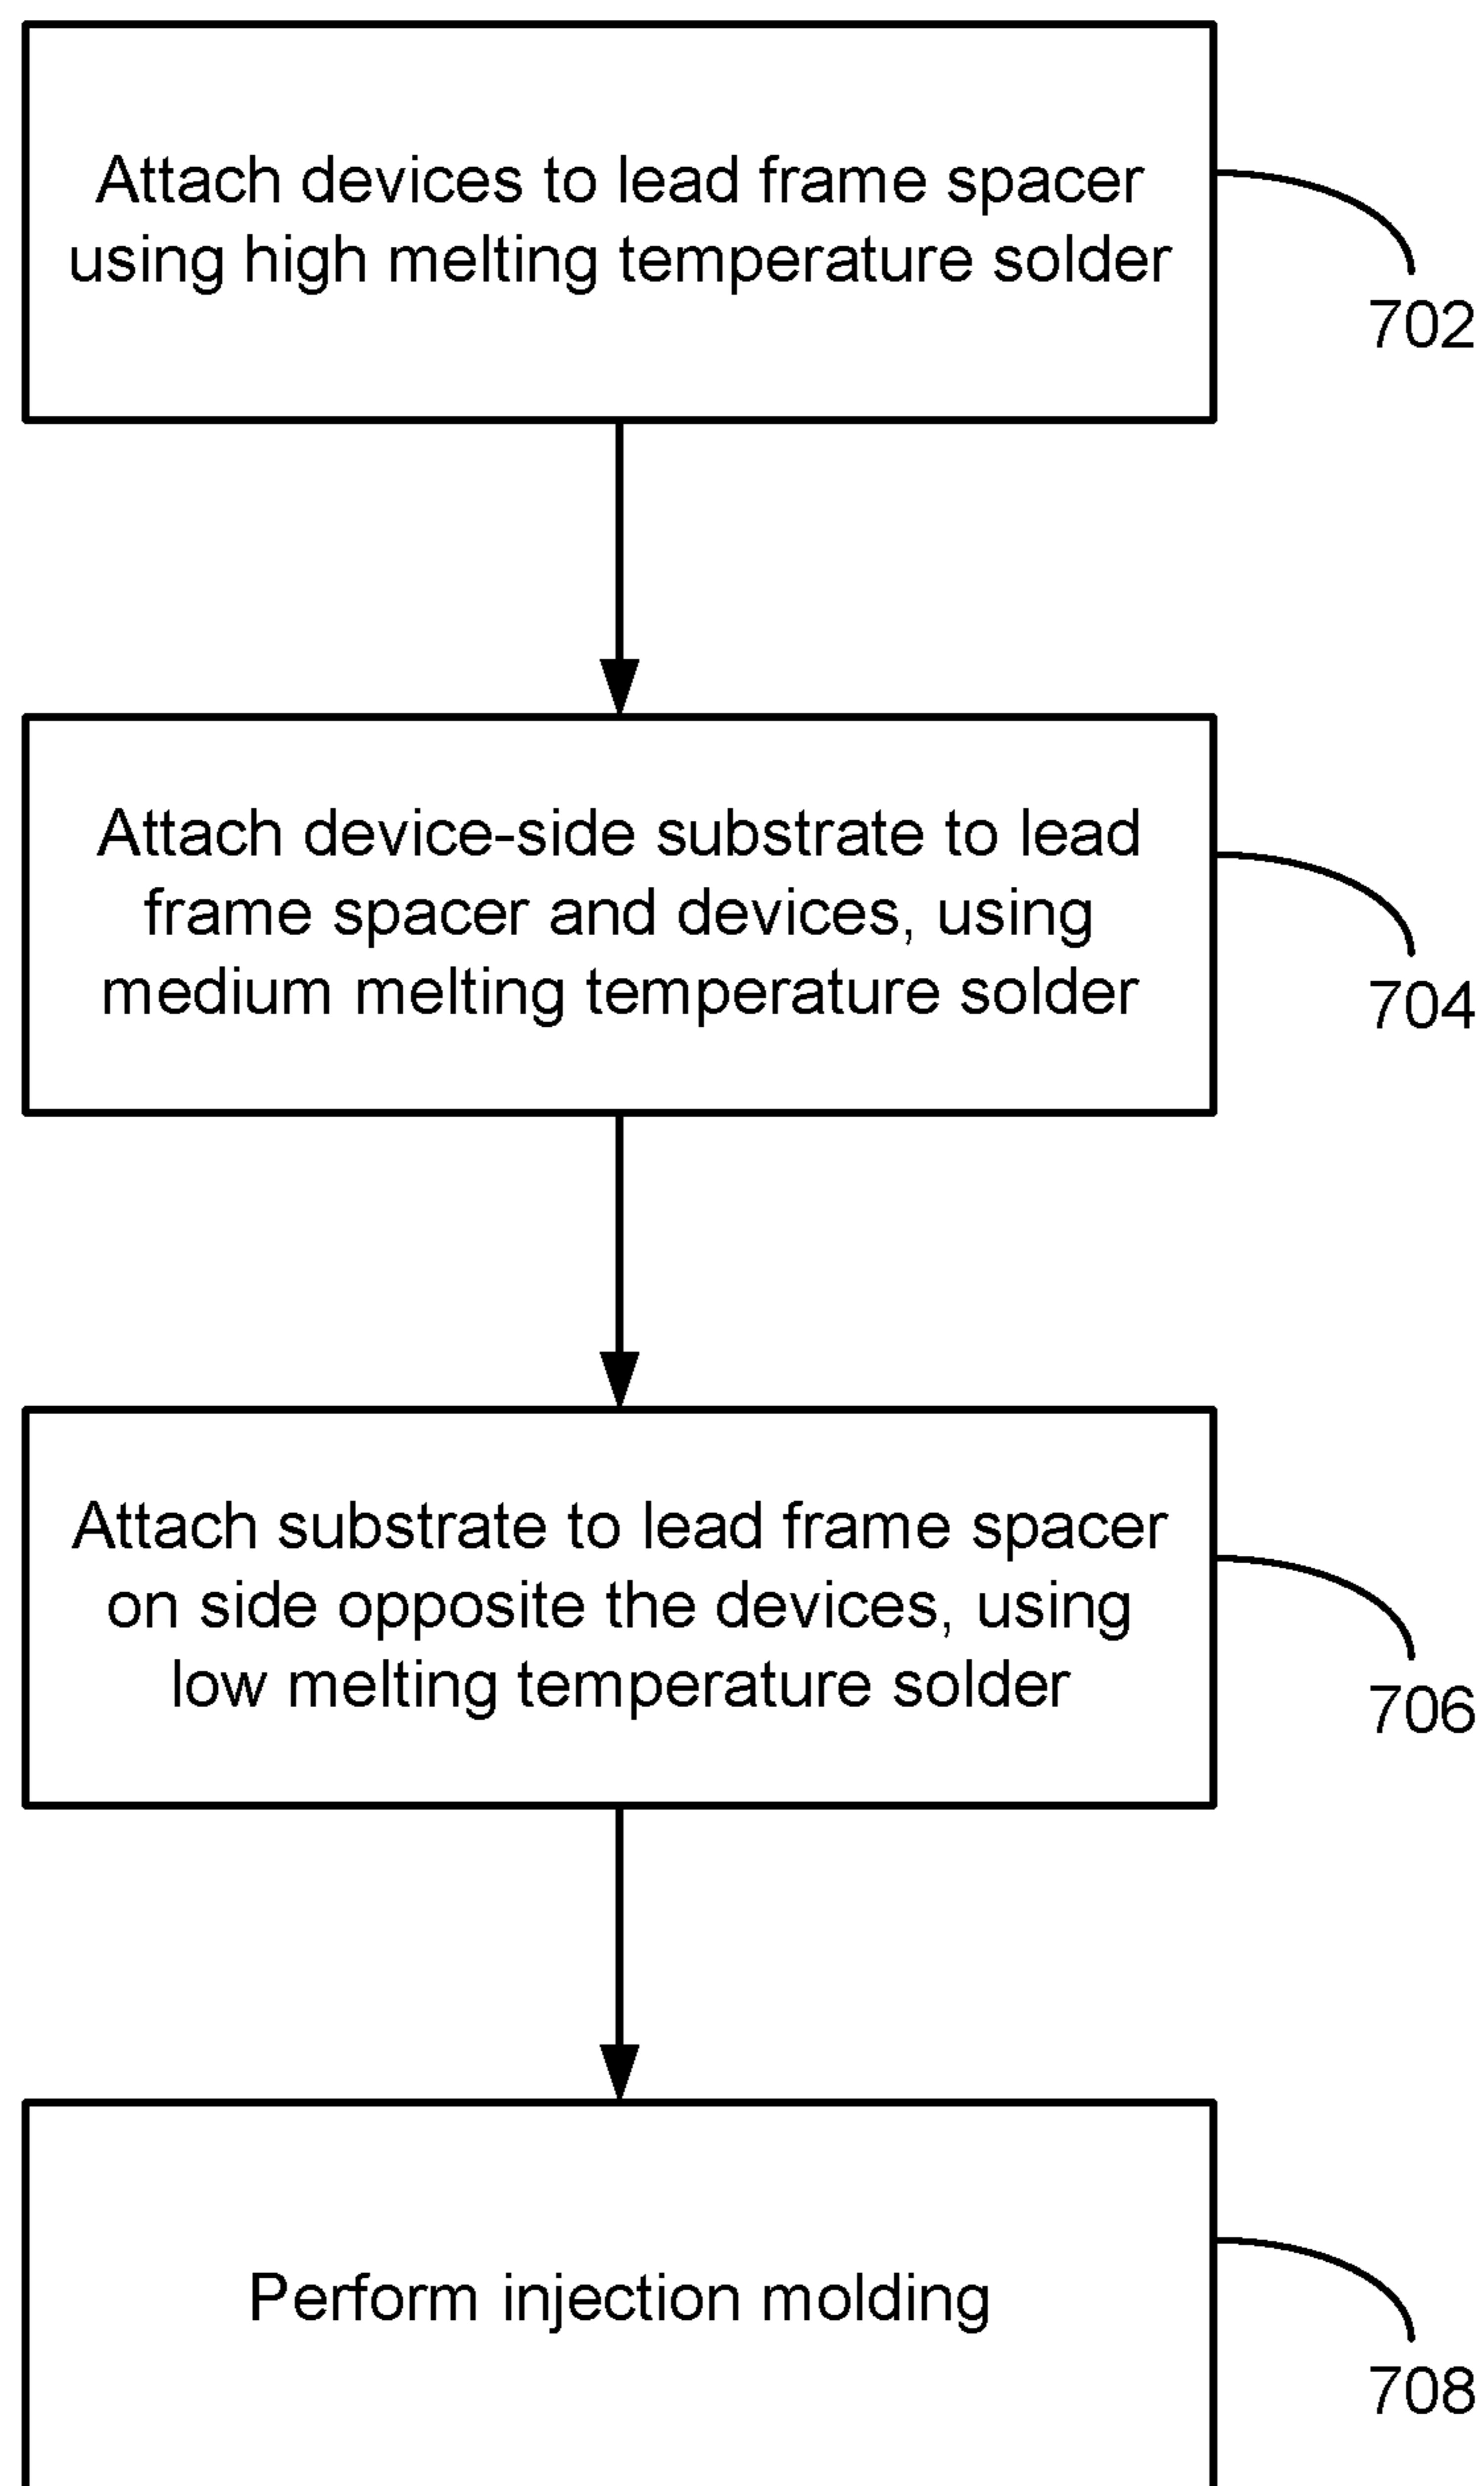 Attach devices to lead frame spacer
using high melting temperature solder
702
Attach device-side substrate to lead
frame spacer and devices, using
medium melting temperature solder
704
Attach substrate to lead frame spacer
on side opposite the devices, using
low melting temperature solder
706
Perform injection molding
708